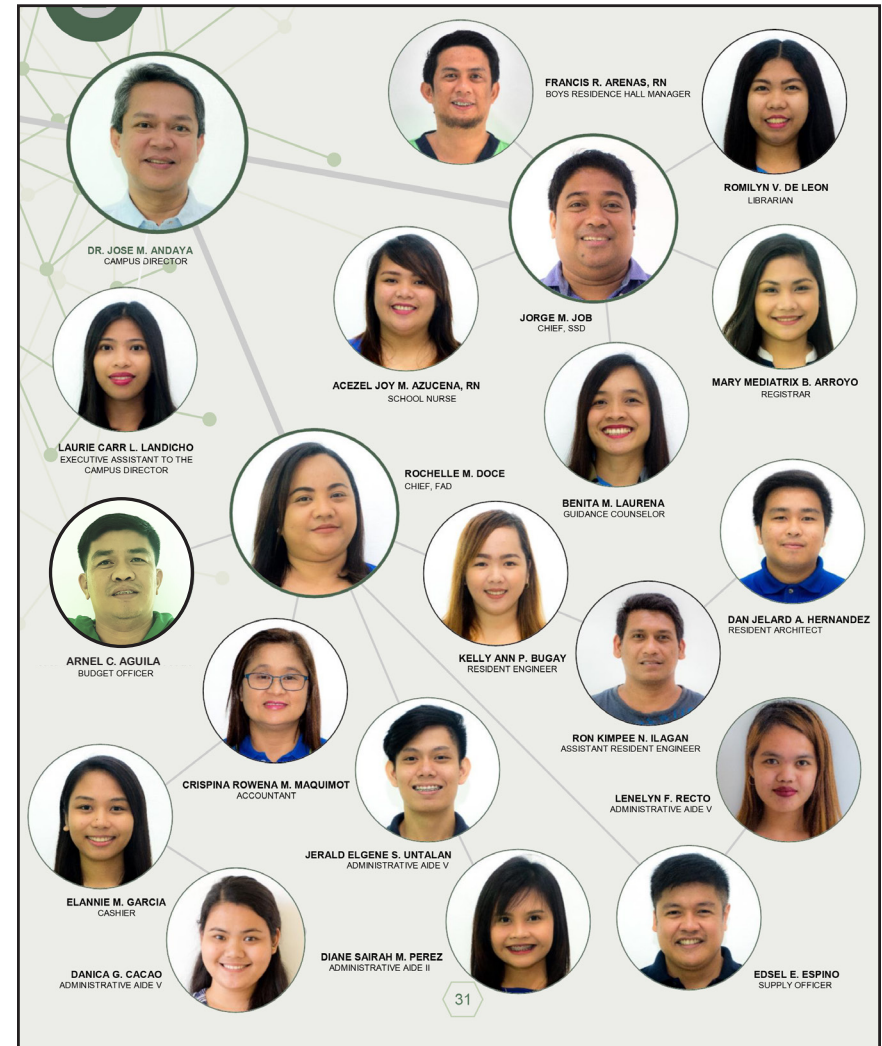 FRANCIS R. ARENAS, RN
BOYS RESIDENCE HALL MANAGER
ROMILYN V. DE LEON
LIBRARIAN
DR. JOSE M. ANDAYA
CAMPUS DIRECTOR
JORGE M. JOB
CHIEF, SSD
ACEZEL JOY M. AZUCENA, RN
SCHOOL NURSE
MARY MEDIATRIX B. ARROYO
REGISTRAR
LAURIE CARR L. LANDICHO
EXECUTIVE ASSISTANT TO THE
CAMPUS DIRECTOR
ROCHELLE M. DOCE
CHIEF, FAD
BENITA M. LAURENA
GUIDANCE COUNSELOR
DAN JELARD A. HERNANDEZ
RESIDENT ARCHITECT
ARNEL C. AGUILA
BUDGET OFFICER
KELLY ANN P. BUGAY
RESIDENT ENGINEER
RON KIMPEE N. ILAGAN
ASSISTANT RESIDENT ENGINEER
CRISPINA ROWENA M. MAQUIMOT
ACCOUNTANT
LENELYN F. RECTO
ADMINISTRATIVE AIDE V
JERALD ELGENE S. UNTALAN
ADMINISTRATIVE AIDE V
ELANNIE M. GARCIA
CASHIER
DIANE SAIRAH M. PEREZ
ADMINISTRATIVE AIDE II
DANICA G. CACAO
ADMINISTRATIVE AIDE V
EDSEL E. ESPINO
SUPPLY OFFICER
31